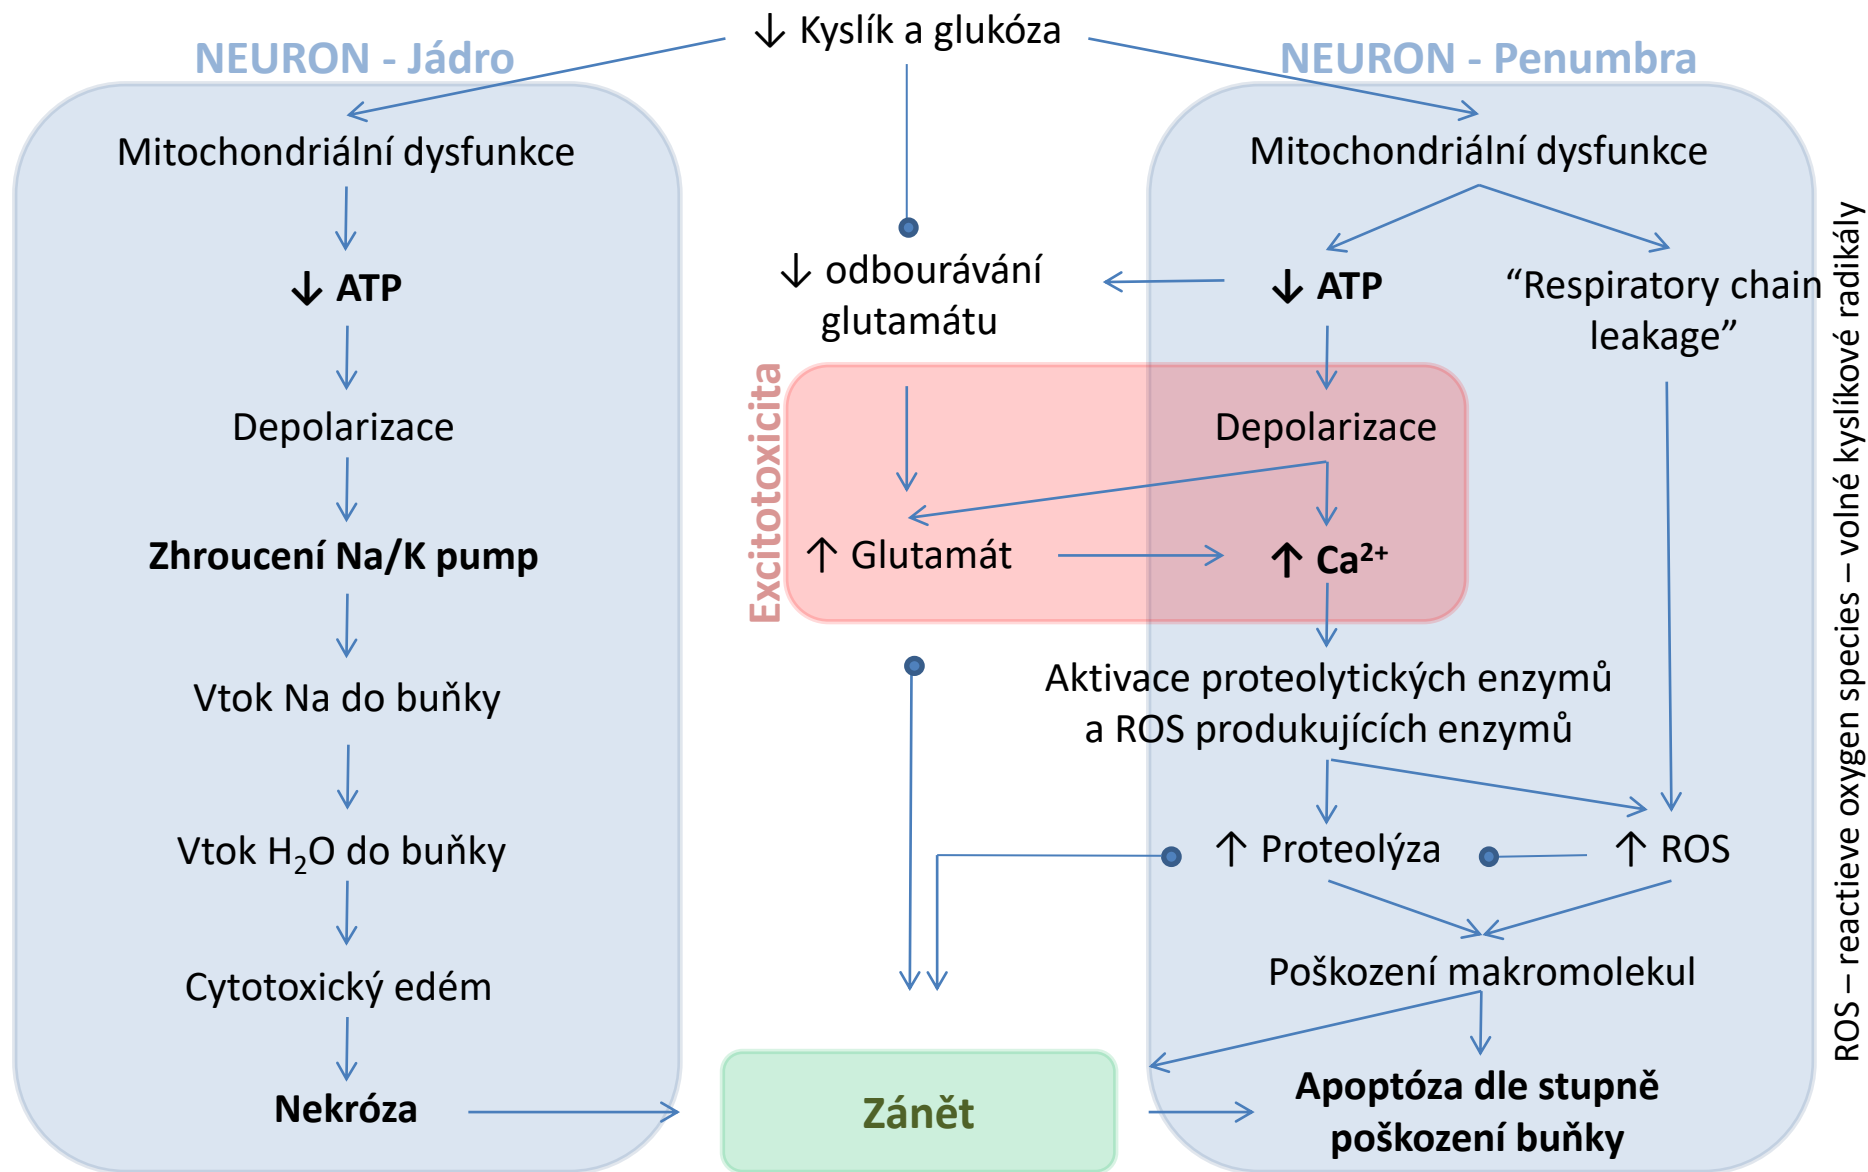 ↓ Kyslík a glukóza
NEURON - Jádro
Mitochondriální dysfunkce
↓ ATP
Depolarizace
Zhroucení Na/K pump
Vtok Na do buňky
Vtok H₂O do buňky
Cytotoxický edém
Nekróza
↓ odbourávání
glutamátu
Excitotoxicita
↑ Glutamát
Zánět
NEURON - Penumbra
Mitochondriální dysfunkce
↓ ATP
“Respiratory chain
leakage”
Depolarizace
↑ Ca²⁺
Aktivace proteolytických enzymů
a ROS produkujících enzymů
↑ Proteolýza
↑ ROS
Poškození makromolekul
Apoptóza dle stupně
poškození buňky
ROS – reactieve oxygen species – volné kyslíkové radikály